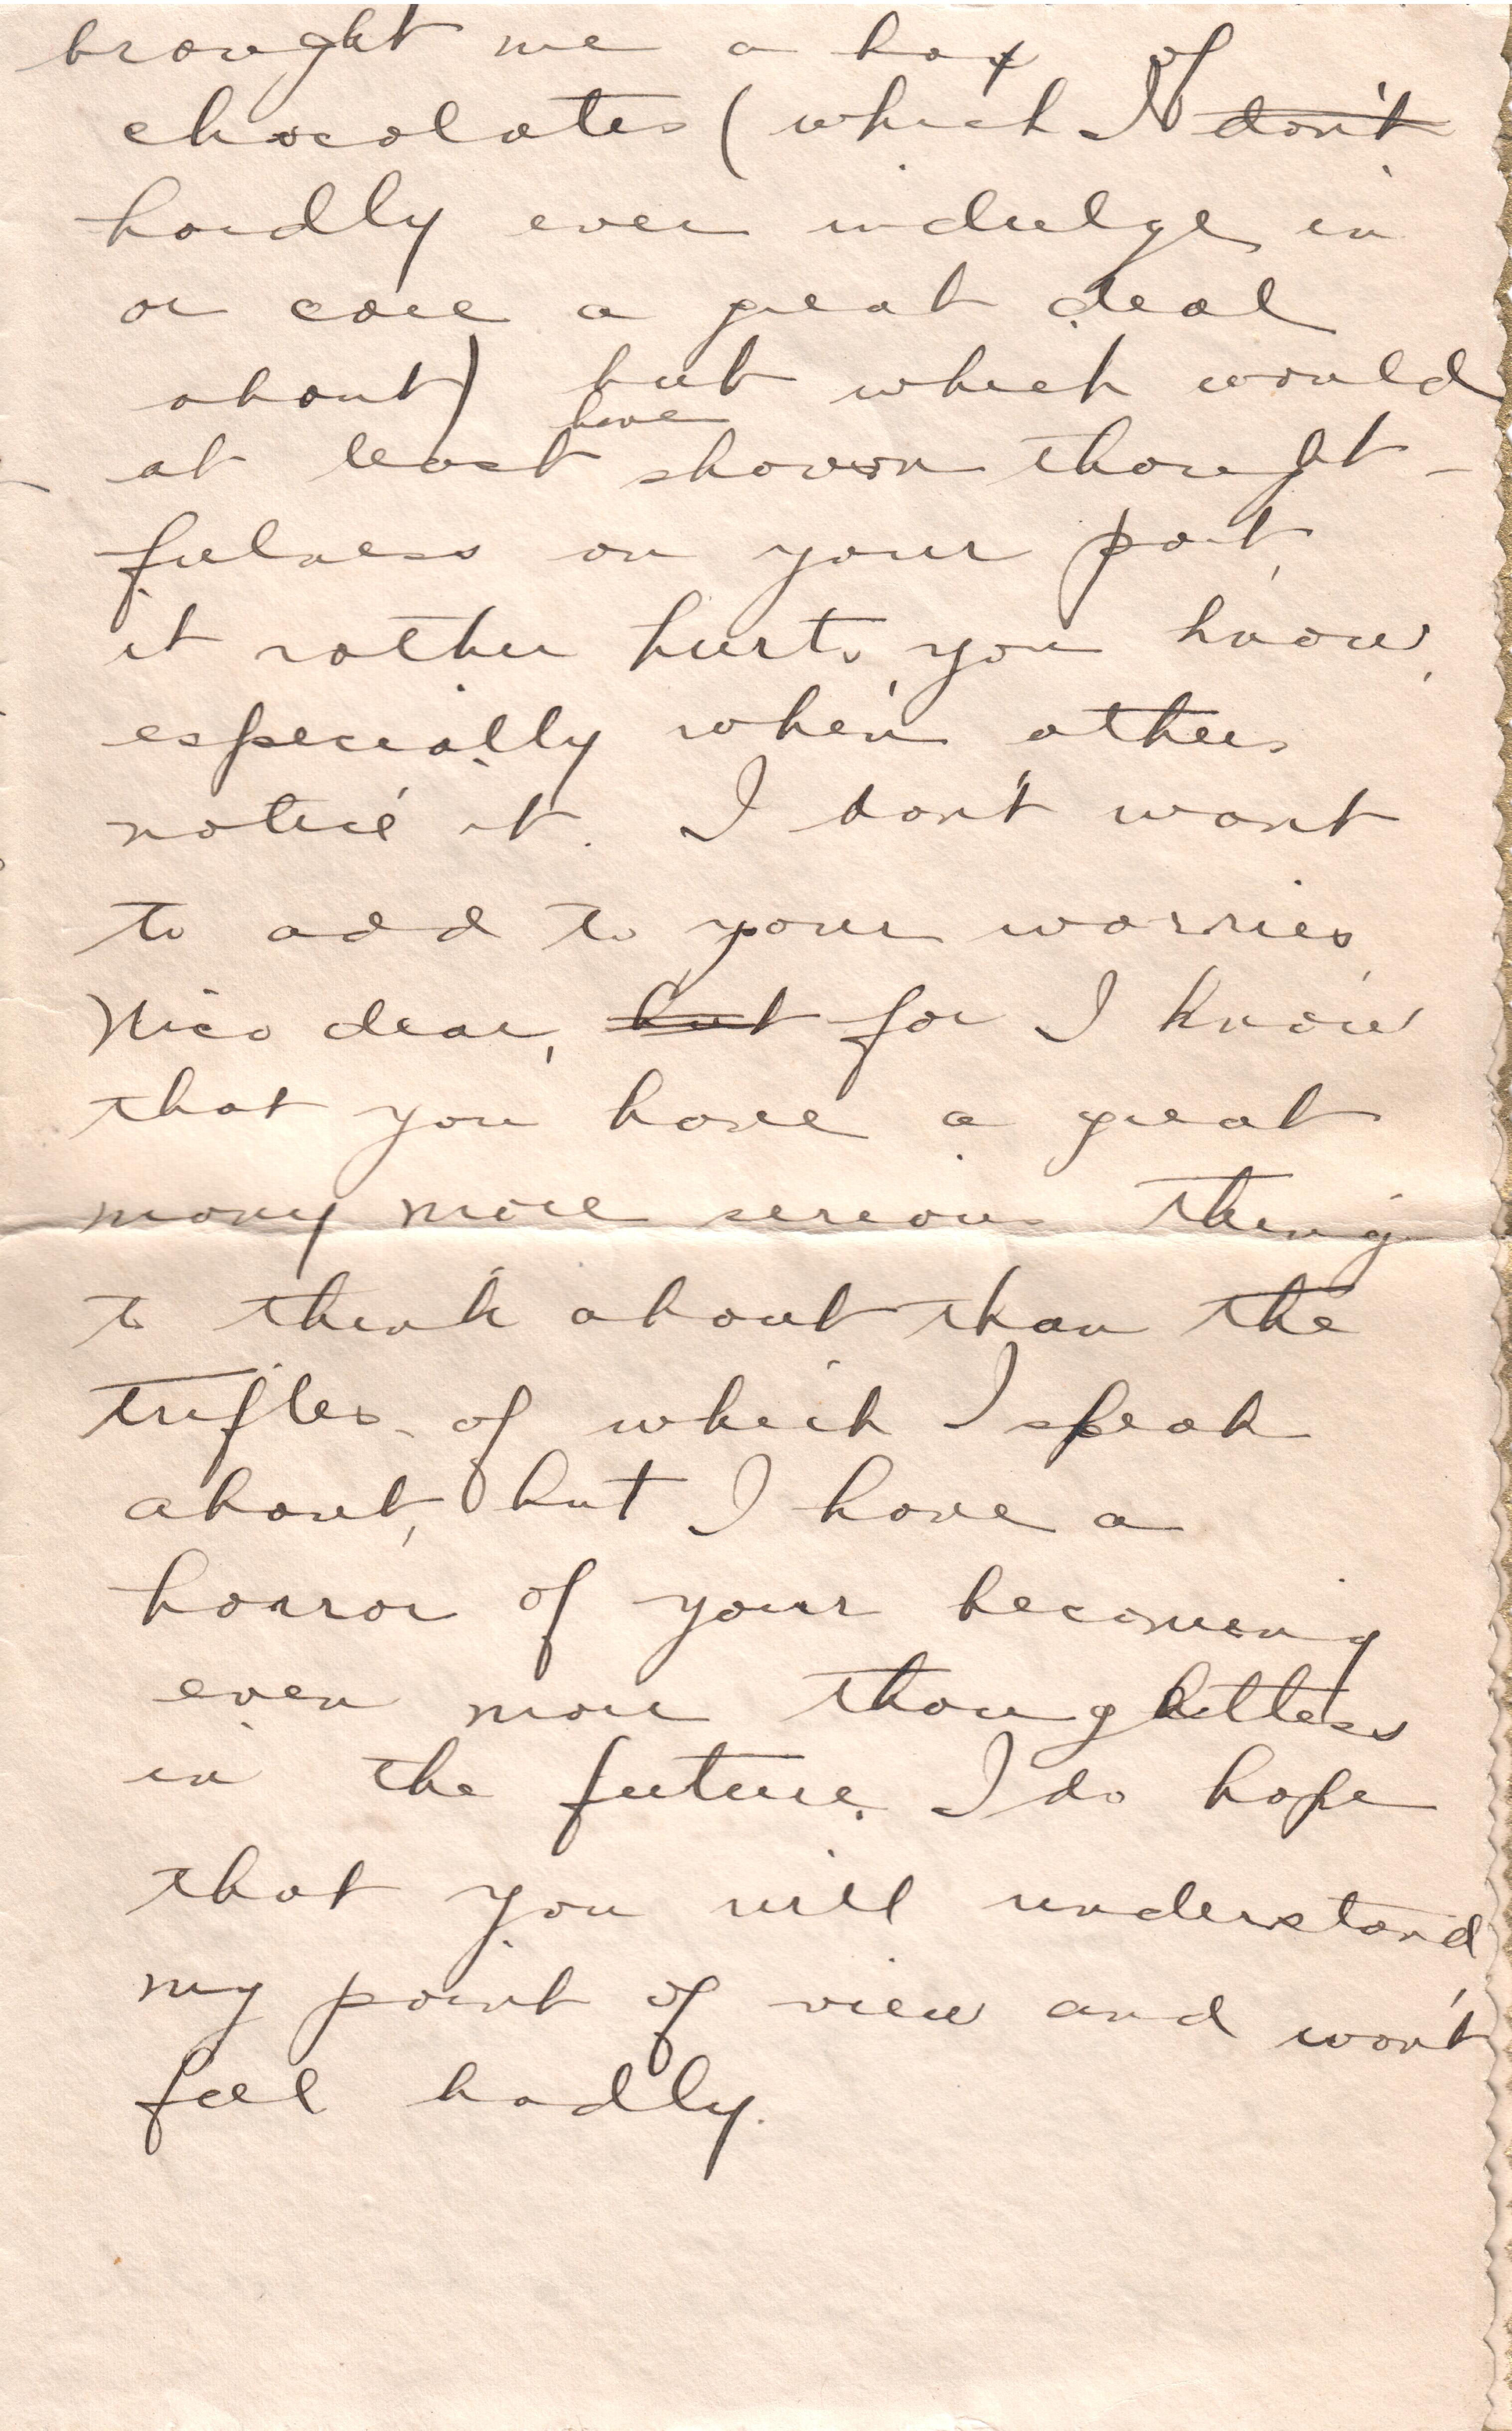 brought me a box of
chocolates (which I don't
hardly ever indulge in
or care a great deal
about) but which would
at least have shown thought-
fulness on your part,
it rather hurts, you know,
especially when others
notice it. I don't want
to add to your worries,
Nico dear, but for I know
that you have a great
many more serious things
to think about than the
trifles of which I speak
about, but I have a
horror of your becoming
even more thoughtless
in the future. I do hope
that you will understand
my point of view and won't
feel badly.